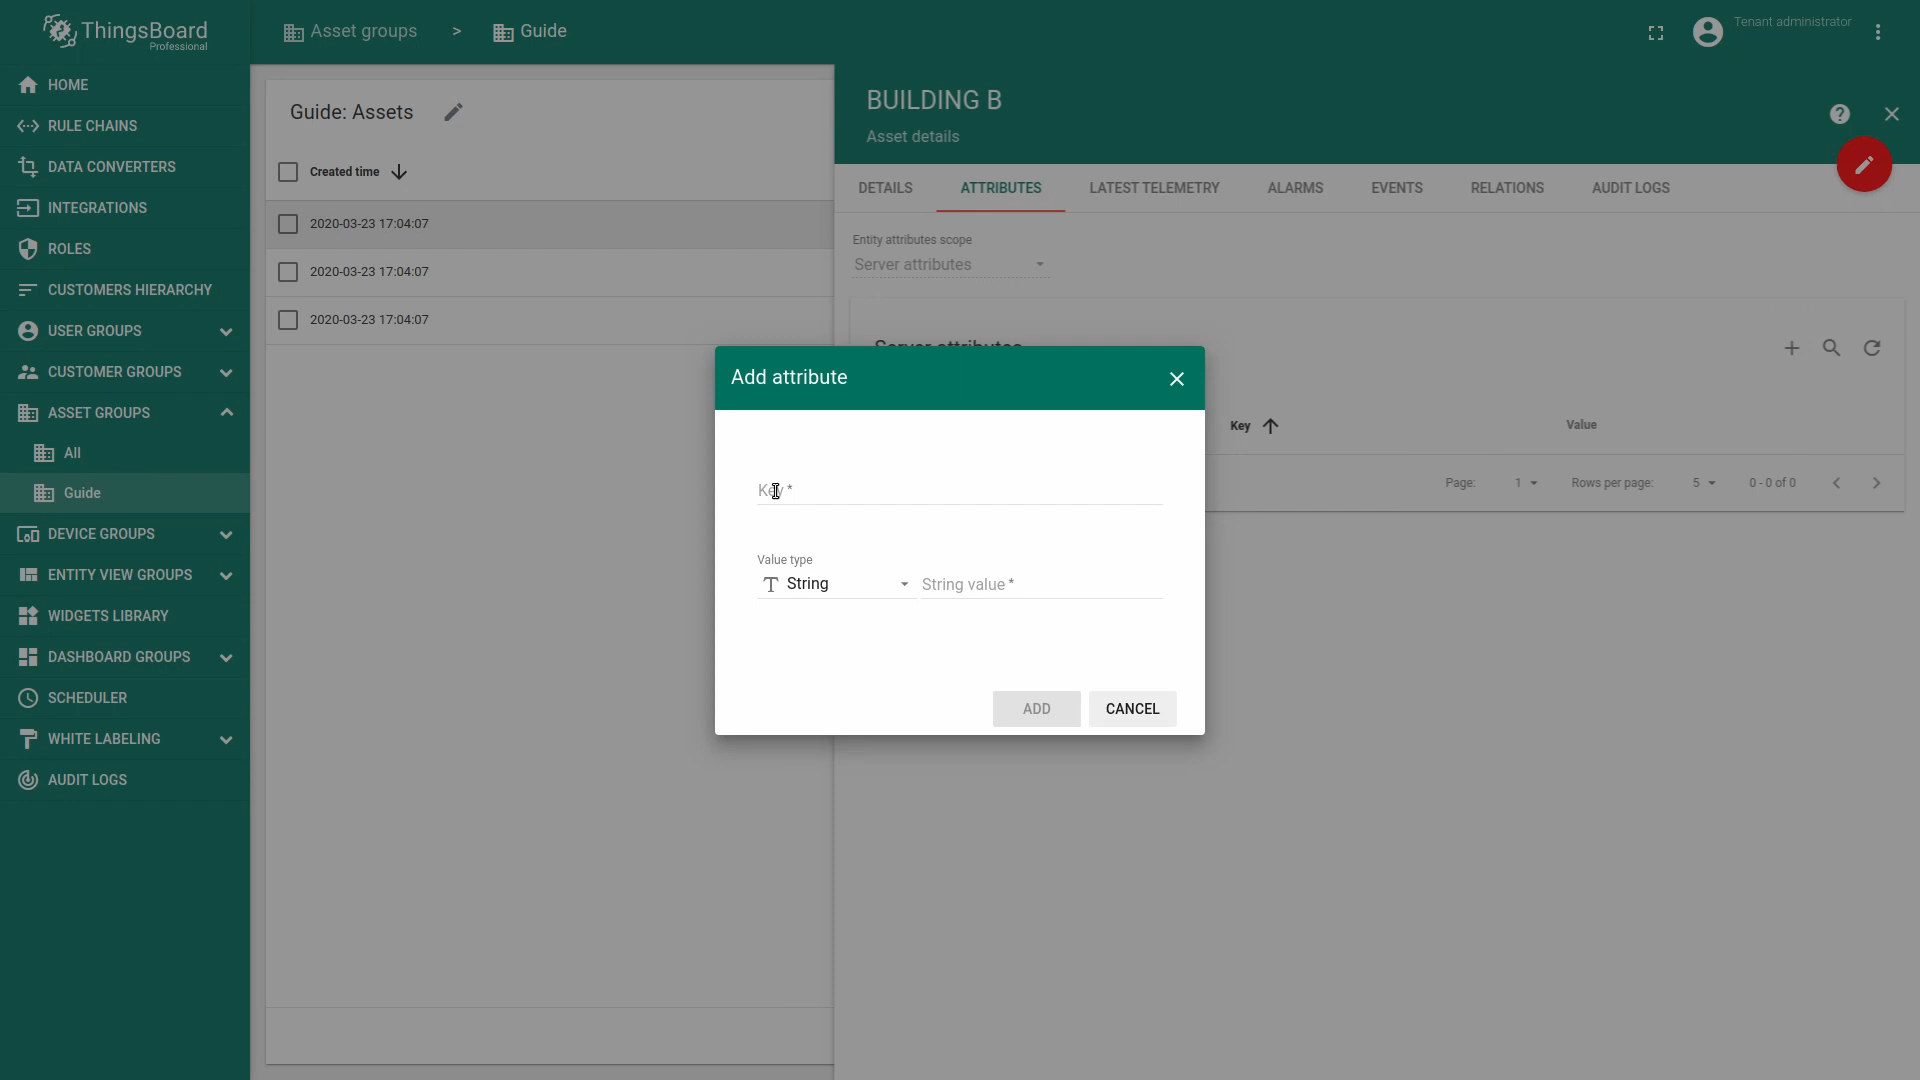 ThingsBoard
Professional
Asset groups > Guide
Tenant administrator
HOME
RULE CHAINS
DATA CONVERTERS
INTEGRATIONS
ROLES
CUSTOMERS HIERARCHY
USER GROUPS
CUSTOMER GROUPS
ASSET GROUPS
All
Guide
DEVICE GROUPS
ENTITY VIEW GROUPS
WIDGETS LIBRARY
DASHBOARD GROUPS
SCHEDULER
WHITE LABELING
AUDIT LOGS
Guide: Assets
Created time
2020-03-23 17:04:07
2020-03-23 17:04:07
2020-03-23 17:04:07
BUILDING B
Asset details
DETAILS ATTRIBUTES LATEST TELEMETRY ALARMS EVENTS RELATIONS AUDIT LOGS
Entity attributes scope
Server attributes
Server attributes
Key Value
Page: 1 Rows per page: 5 0 - 0 of 0
Add attribute
Key *
Value type
String String value *
ADD CANCEL